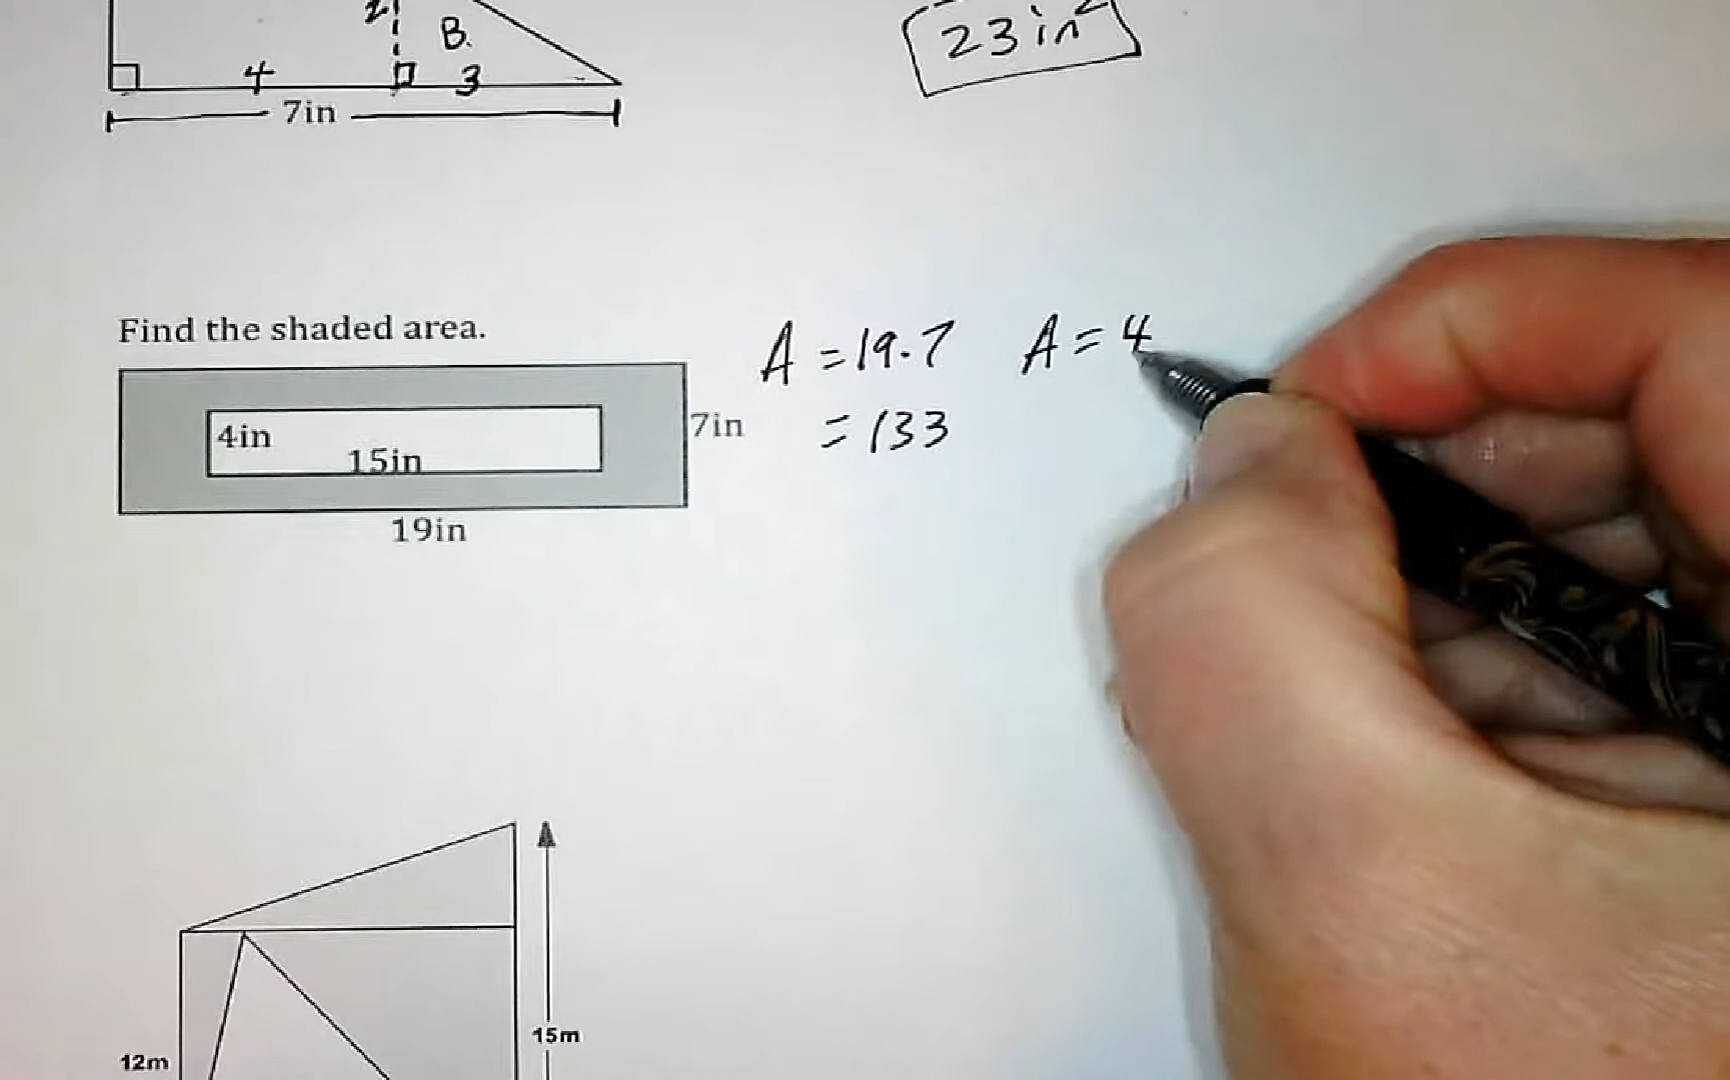 2 B.
4 3
7in
23in²
Find the shaded area.
A = 19.7 A = 4
4in
15in
7in
= 133
19in
15m
12m